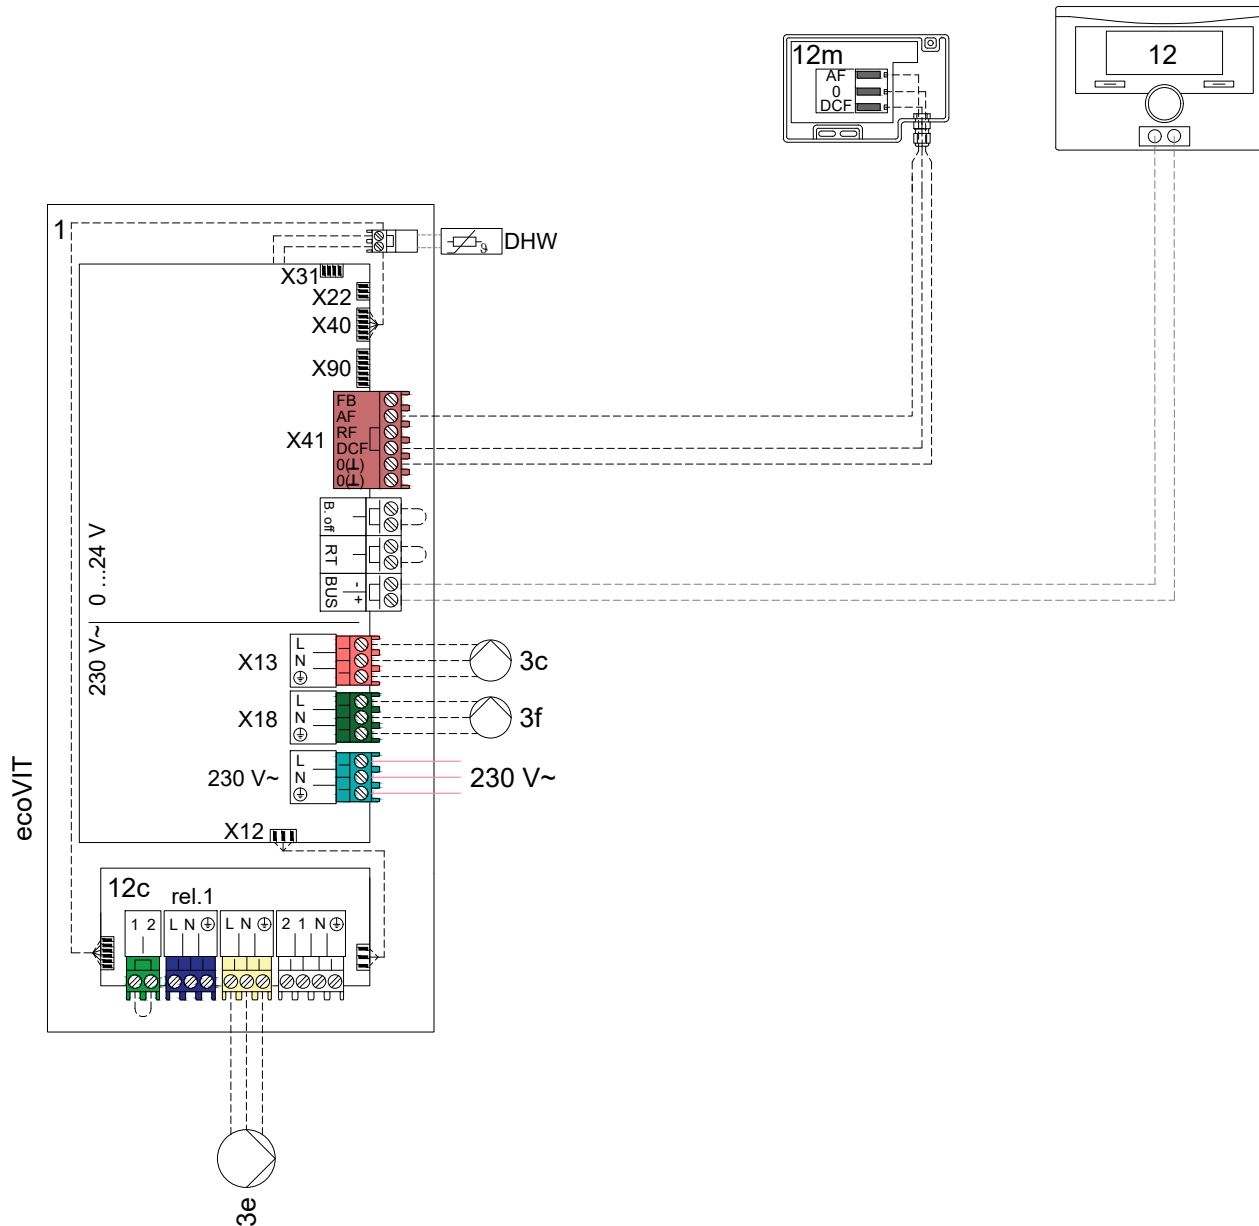 12m
AF
0
DCF
12
1
DHW
X31
X22
X40
X90
X41
FB
AF
RF
DCF
0(⊥)
0(⊥)
B. off
RT
BUS
-
+
0 ...24 V
230 V~
X13
L
N
3c
X18
L
N
3f
230 V~
L
N
230 V~
ecoVIT
X12
12c
rel.1
1 2
L N
L N
2 1 N
3e